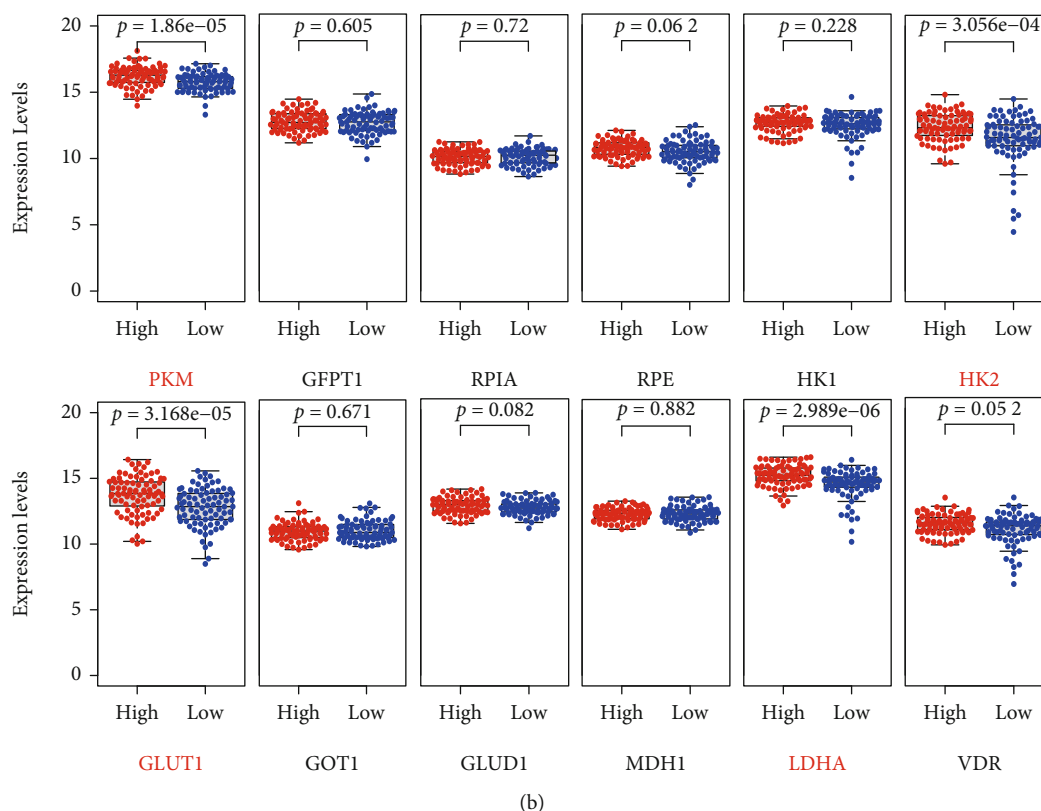 20
15
10
5
0
Expression Levels
p = 1.86e–05
p = 0.605
p = 0.72
p = 0.06 2
p = 0.228
p = 3.056e–04
High Low
High Low
High Low
High Low
High Low
High Low
PKM
GFPT1
RPIA
RPE
HK1
HK2
20
15
10
5
0
Expression levels
p = 3.168e–05
p = 0.671
p = 0.082
p = 0.882
p = 2.989e–06
p = 0.05 2
High Low
High Low
High Low
High Low
High Low
High Low
GLUT1
GOT1
GLUD1
MDH1
LDHA
VDR
(b)